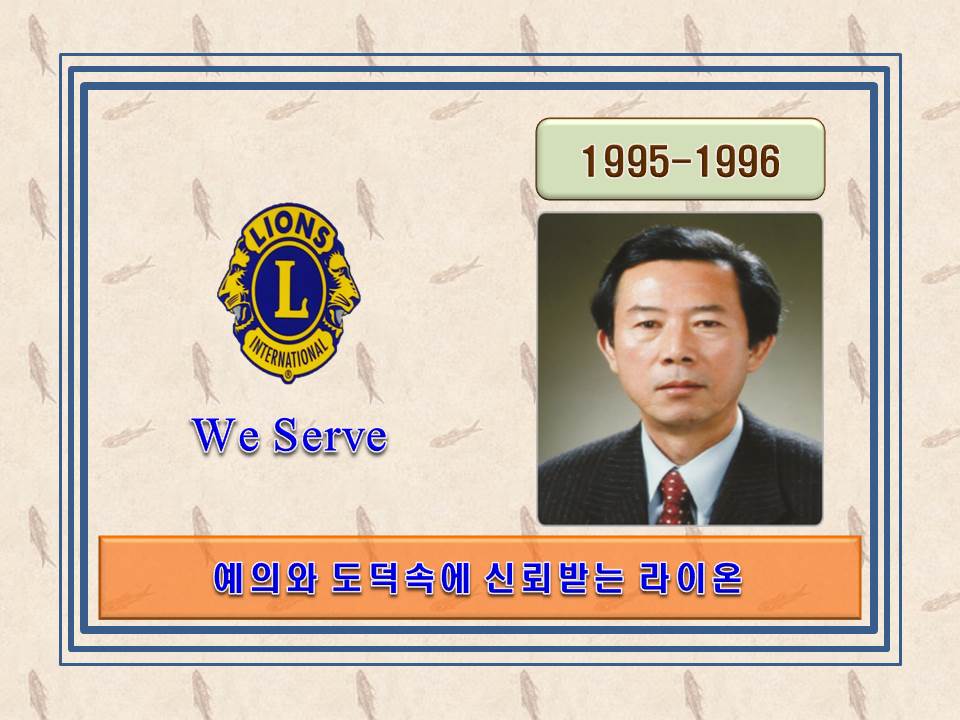 1995-1996
LIONS
L
INTERNATIONAL
®
We Serve
예의와 도덕속에 신뢰받는 라이온